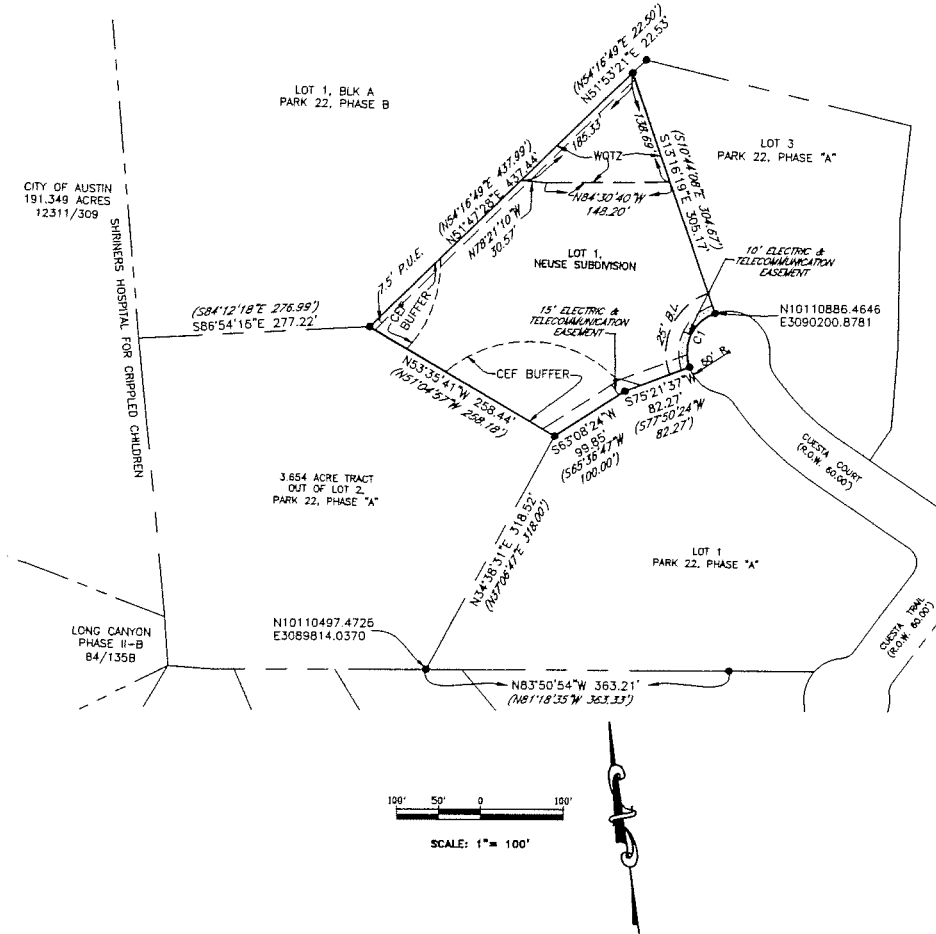 (N54°16'49"E 22.50')
N51°53'21"E 22.53'
LOT 1, BLK A
PARK 22, PHASE B
LOT 3
PARK 22, PHASE "A"
CITY OF AUSTIN
191.349 ACRES
12311/309
SHRINERS HOSPITAL FOR CRIPPLED CHILDREN
(N54°16'49"E 437.99')
N51°47'28"E 437.44'
185.33'
WQTZ
138.69'
(S10°44'08"E 304.67')
S13°16'19"E 305.17'
N84°30'40"W
148.20'
N78°21'10"W
30.57'
7.5' P.U.E.
CEF
BUFFER
LOT 1,
NEUSE SUBDIVISION
10' ELECTRIC &
TELECOMMUNICATION
EASEMENT
15' ELECTRIC &
TELECOMMUNICATION
EASEMENT
25' B.L.
C1
50' R
N10110886.4646
E3090200.8781
(S84°12'18"E 276.99')
S86°54'16"E 277.22'
N53°35'41"W 258.44'
(N51°04'57"W 258.18')
CEF BUFFER
S75°21'37"W
82.27'
(S77°50'24"W
82.27')
S63°08'24"W
99.85'
(S65°36'47"W
100.00')
CUESTA COURT
(R.O.W. 60.00')
3.654 ACRE TRACT
OUT OF LOT 2,
PARK 22, PHASE "A"
N34°38'31"E 318.52'
(N37°06'47"E 318.00')
LOT 1
PARK 22, PHASE "A"
CUESTA TRAIL
(R.O.W. 60.00')
LONG CANYON
PHASE II-B
84/135B
N10110497.4725
E3089814.0370
N83°50'54"W 363.21'
(N81°18'35"W 363.33')
100' 50' 0 100'
SCALE: 1"= 100'